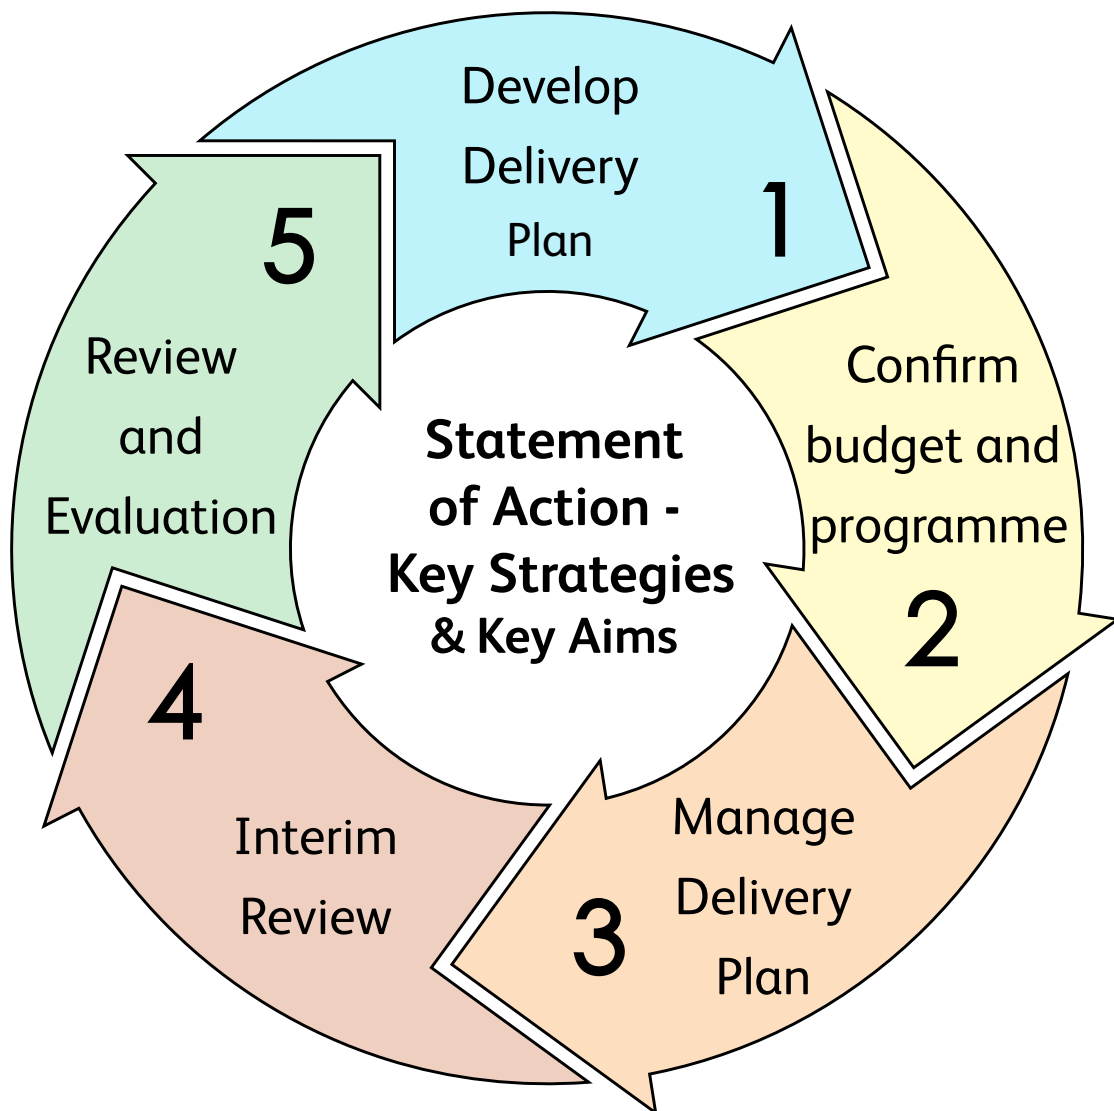 Develop
Delivery
Plan
1
Confirm
budget and
programme
2
Manage
Delivery
Plan
3
Interim
Review
4
5
Review
and
Evaluation
Statement
of Action -
Key Strategies
& Key Aims